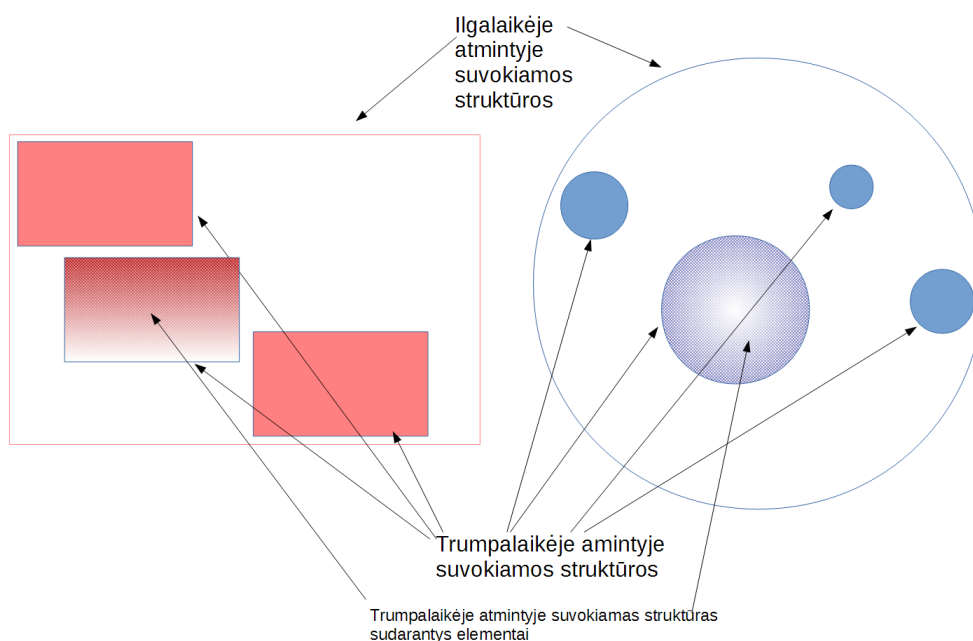 Ilgalaikėje
atmintyje
suvokiamos
struktūros
Trumpalaikėje amintyje
suvokiamos struktūros
Trumpalaikėje atmintyje suvokiamas struktūras
sudarantys elementai